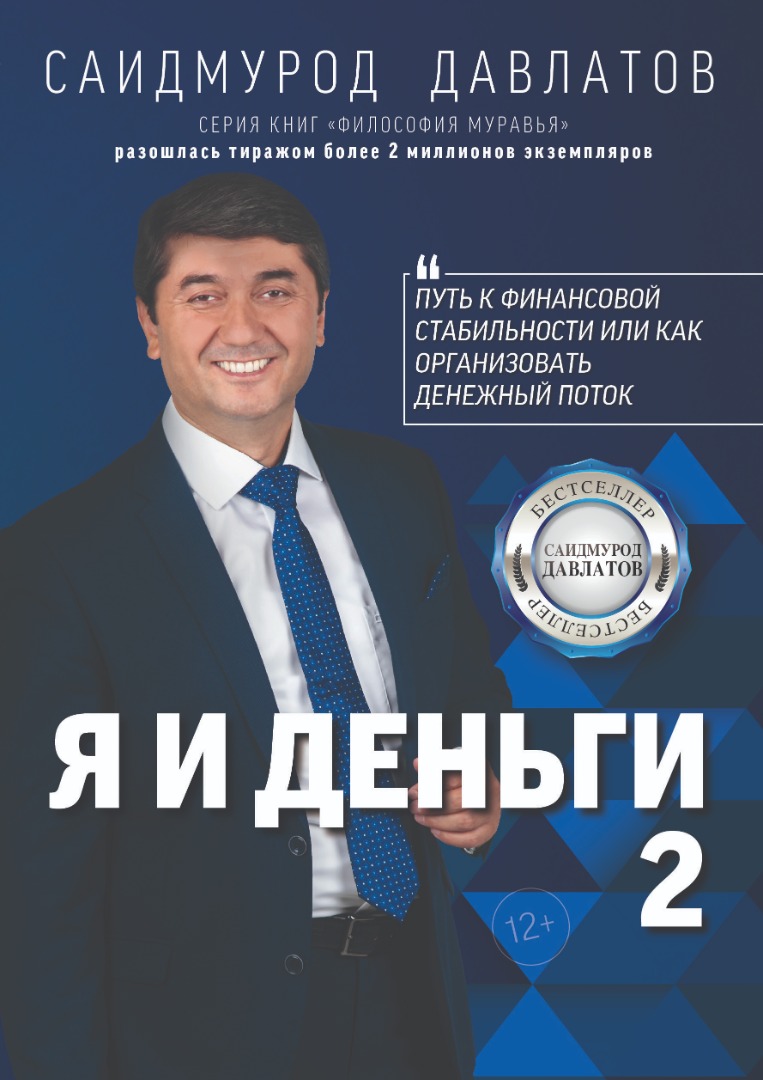 САИДМУРОД ДАВЛАТОВ
СЕРИЯ КНИГ «ФИЛОСОФИЯ МУРАВЬЯ»
разошлась тиражом более 2 миллионов экземпляров
“
ПУТЬ К ФИНАНСОВОЙ
СТАБИЛЬНОСТИ ИЛИ КАК
ОРГАНИЗОВАТЬ
ДЕНЕЖНЫЙ ПОТОК
БЕСТСЕЛЛЕР
САИДМУРОД
ДАВЛАТОВ
БЕСТСЕЛЛЕР
Я И ДЕНЬГИ
2
12+